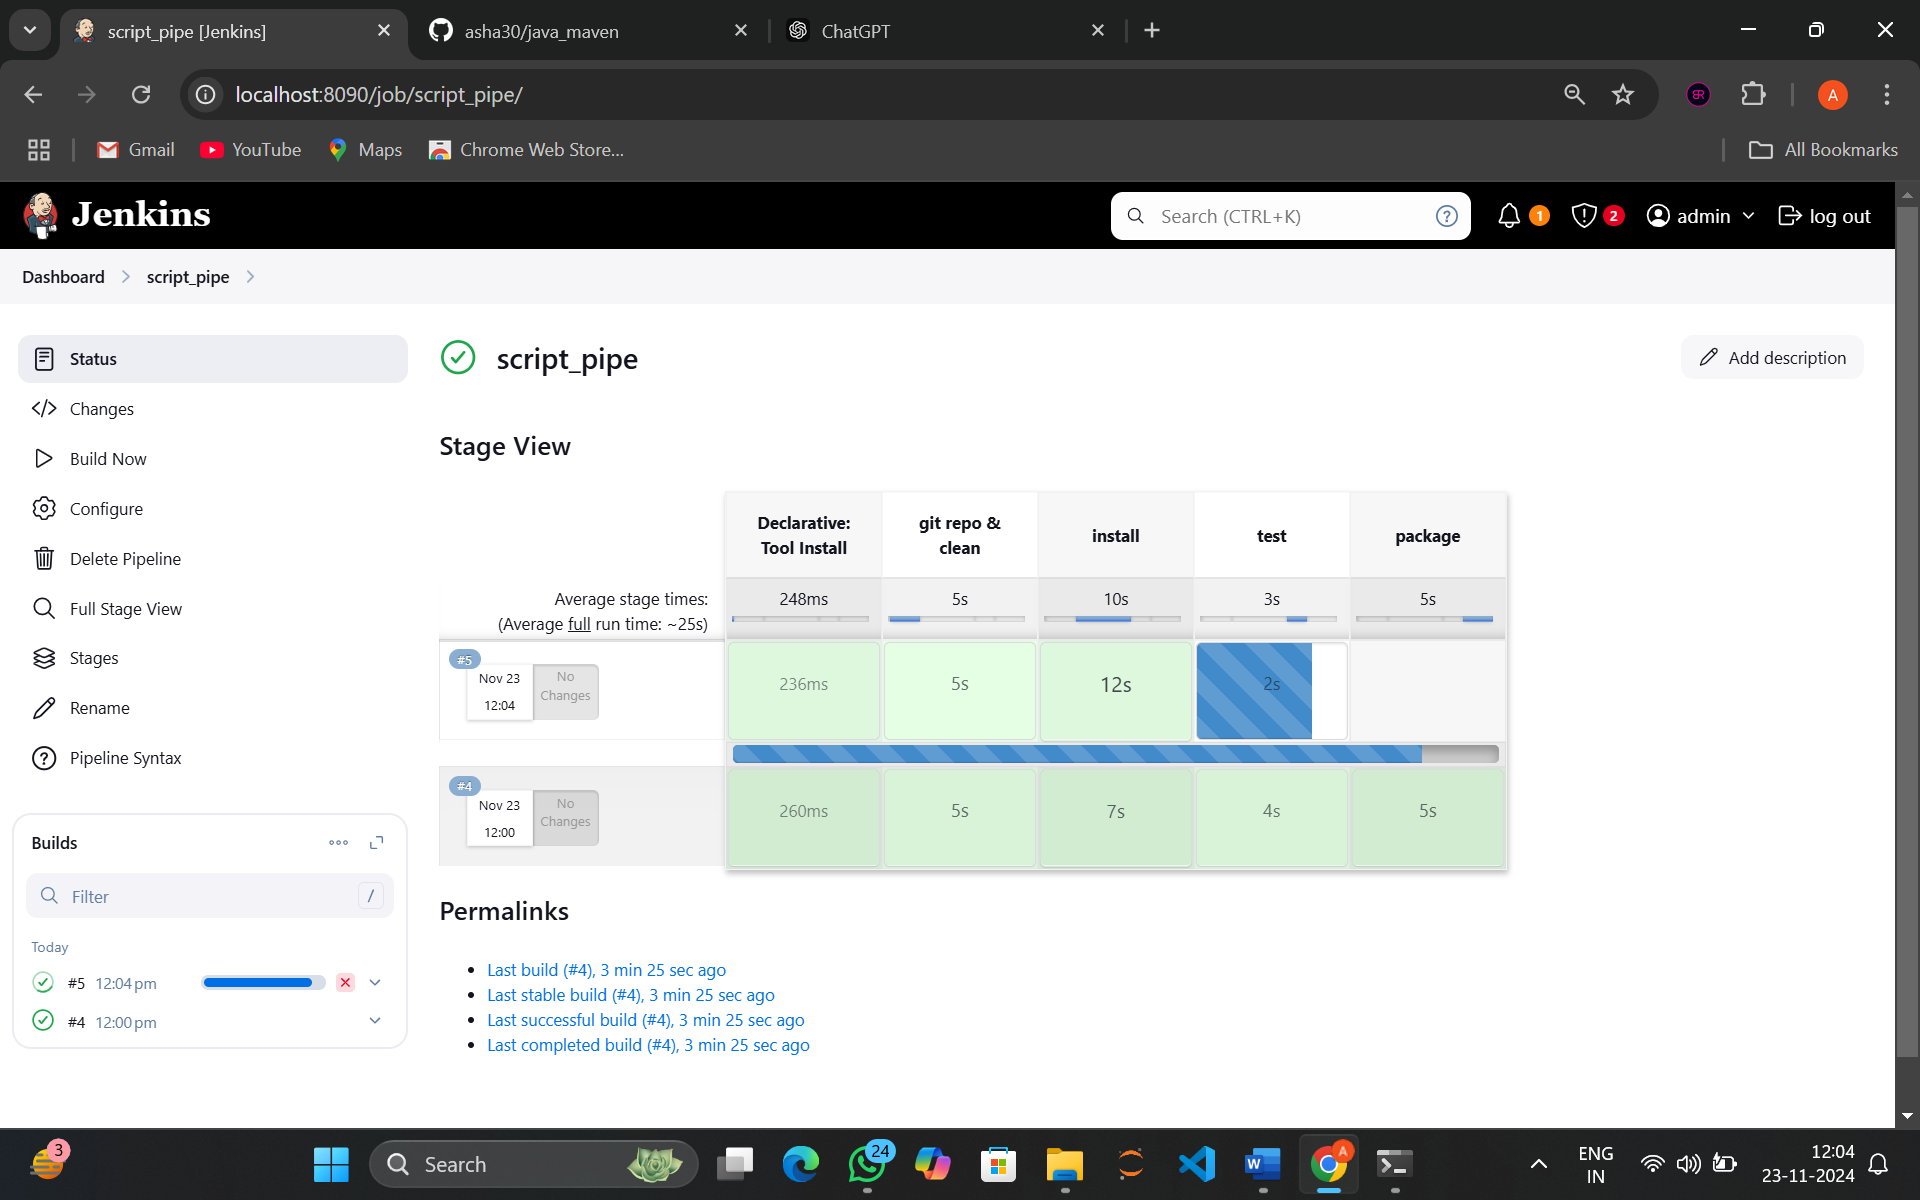 script_pipe [Jenkins]
asha30/java_maven
ChatGPT
localhost:8090/job/script_pipe/
BR
A
Gmail
YouTube
Maps
Chrome Web Store...
All Bookmarks
Jenkins
Search (CTRL+K)
?
1
2
admin
log out
Dashboard
script_pipe
Status
Changes
Build Now
Configure
Delete Pipeline
Full Stage View
Stages
Rename
Pipeline Syntax
Builds
Filter
/
Today
#5 12:04 pm
#4 12:00 pm
script_pipe
Add description
Stage View
Declarative: Tool Install
git repo & clean
install
test
package
Average stage times:
(Average full run time: ~25s)
248ms
5s
10s
3s
5s
#5
Nov 23
12:04
No Changes
236ms
5s
12s
2s
#4
Nov 23
12:00
No Changes
260ms
5s
7s
4s
5s
Permalinks
Last build (#4), 3 min 25 sec ago
Last stable build (#4), 3 min 25 sec ago
Last successful build (#4), 3 min 25 sec ago
Last completed build (#4), 3 min 25 sec ago
3
Search
24
W
A
ENG
IN
12:04
23-11-2024